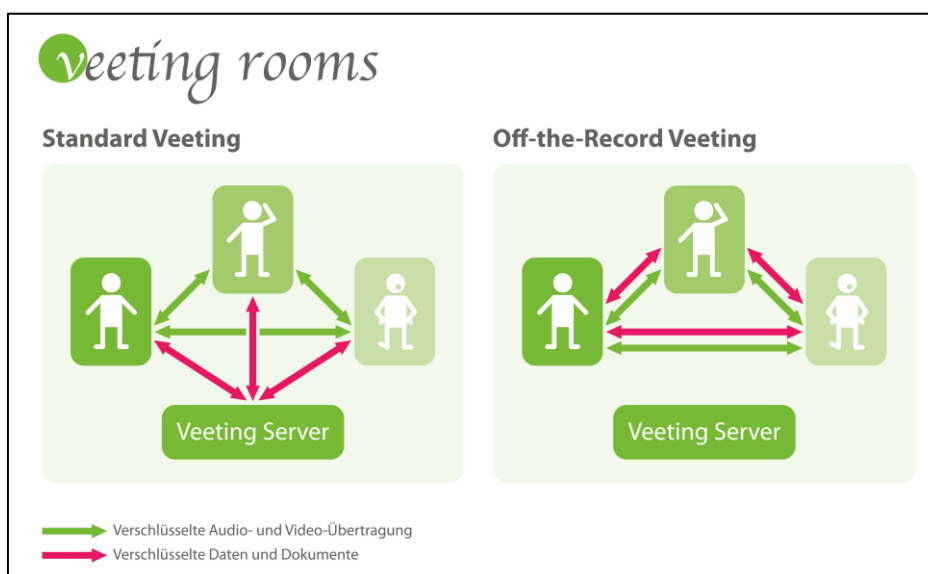 veeting rooms
Standard Veeting
Off-the-Record Veeting
Veeting Server
Veeting Server
Verschlüsselte Audio- und Video-Übertragung
Verschlüsselte Daten und Dokumente